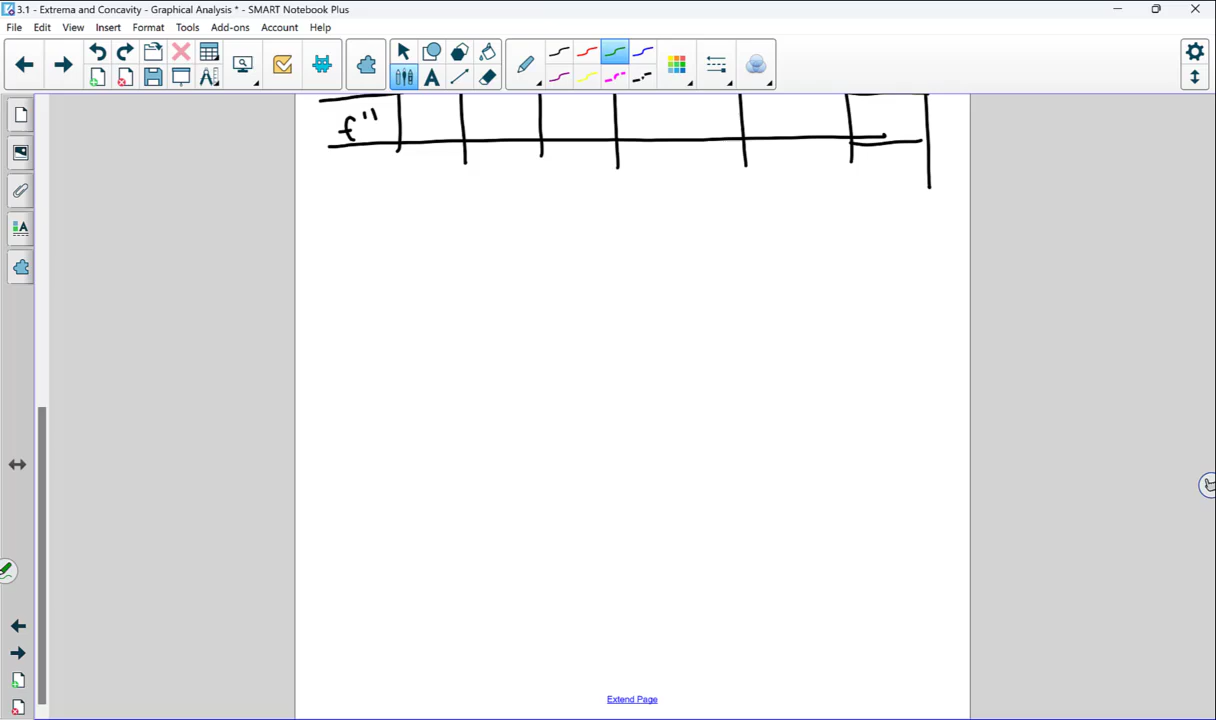 3.1 - Extrema and Concavity - Graphical Analysis * - SMART Notebook Plus
File Edit View Insert Format Tools Add-ons Account Help
f''
Extend Page